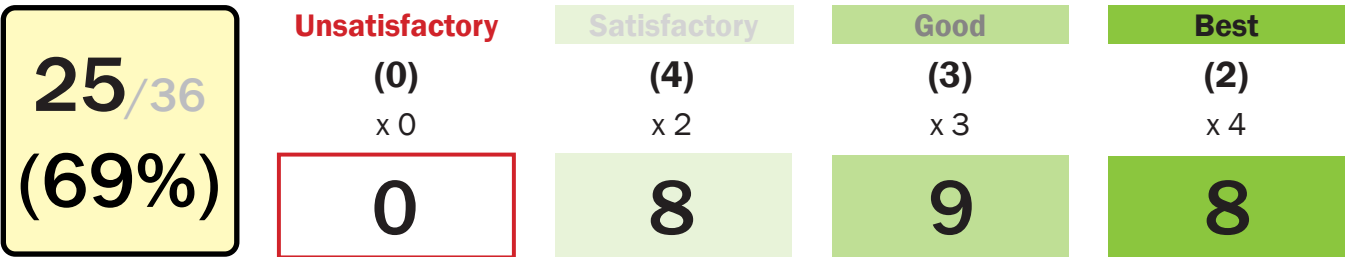 25/36
(69%)
Unsatisfactory Satisfactory Good Best
(0) (4) (3) (2)
x 0 x 2 x 3 x 4
0 8 9 8